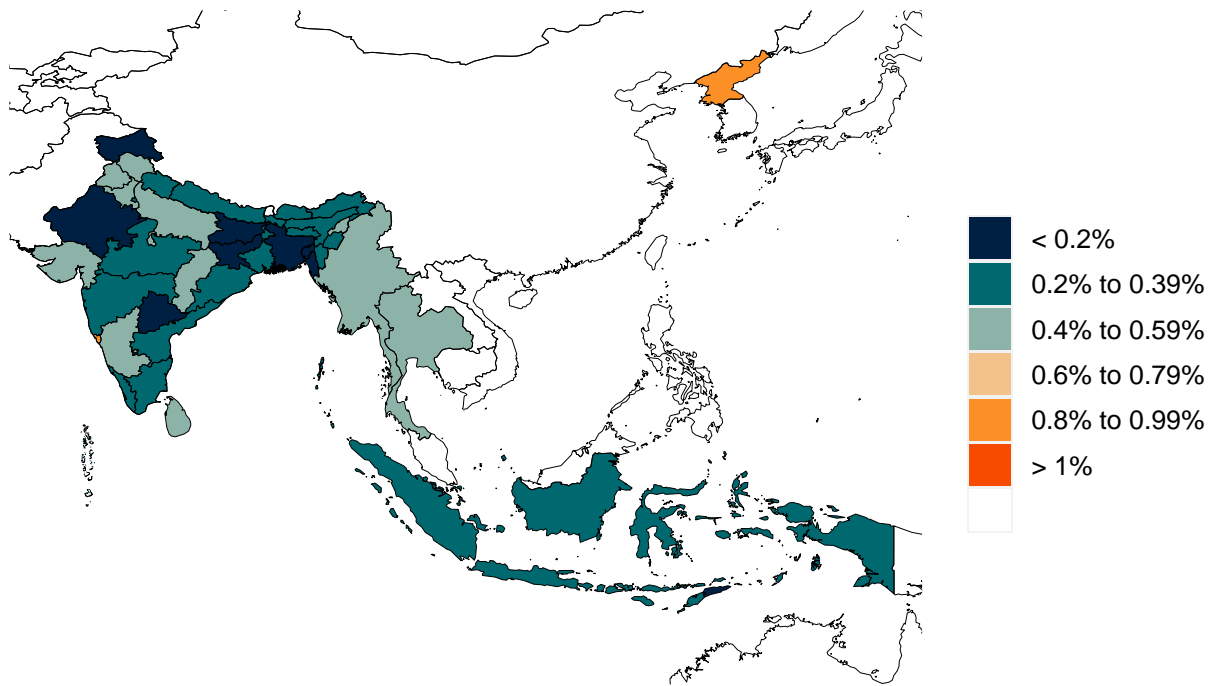 < 0.2%
0.2% to 0.39%
0.4% to 0.59%
0.6% to 0.79%
0.8% to 0.99%
> 1%